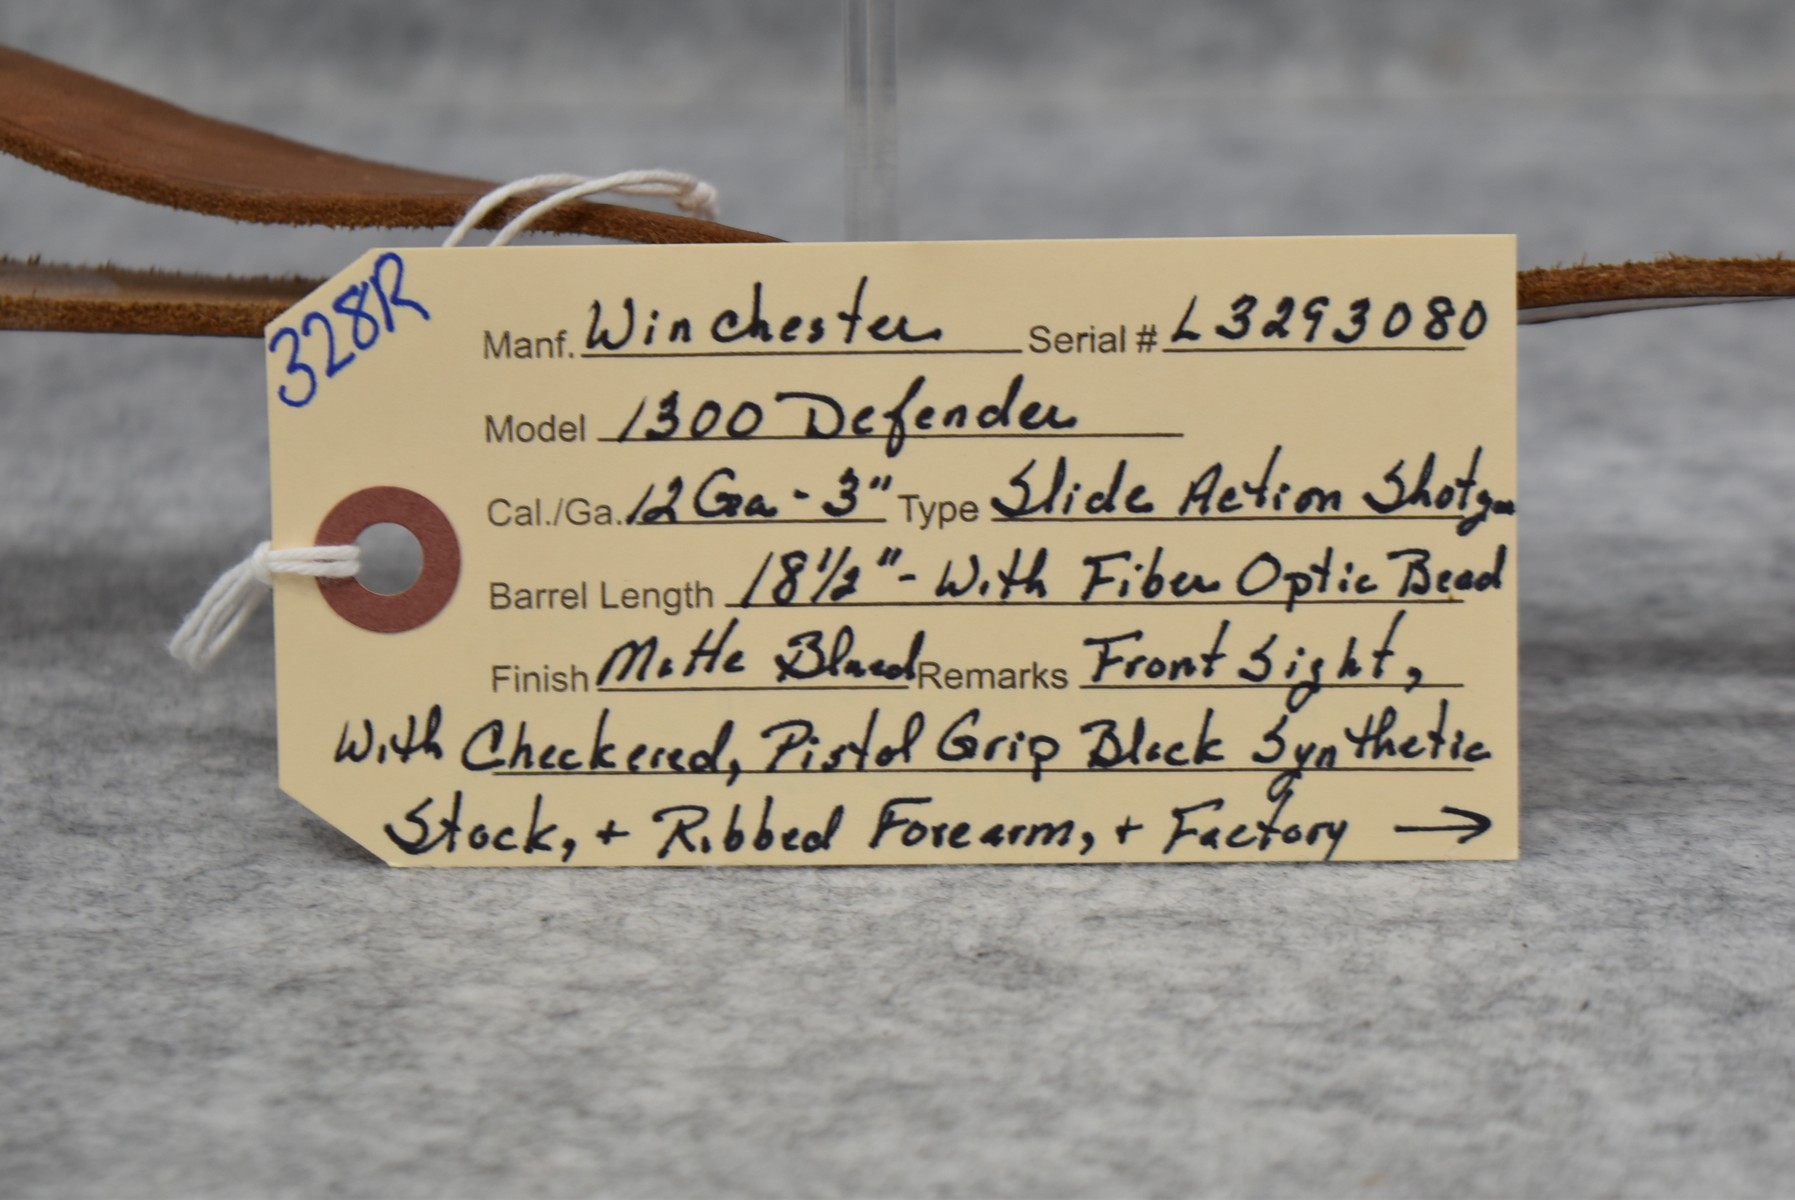 328R
Manf. Winchester Serial # L3293080
Model 1300 Defender
Cal./Ga. 12 Ga - 3" Type Slide Action Shotgun
Barrel Length 18 1/2" - With Fiber Optic Bead
Finish Matte Blued Remarks Front Sight,
With Checkered, Pistol Grip Black Synthetic
Stock, + Ribbed Forearm, + Factory →